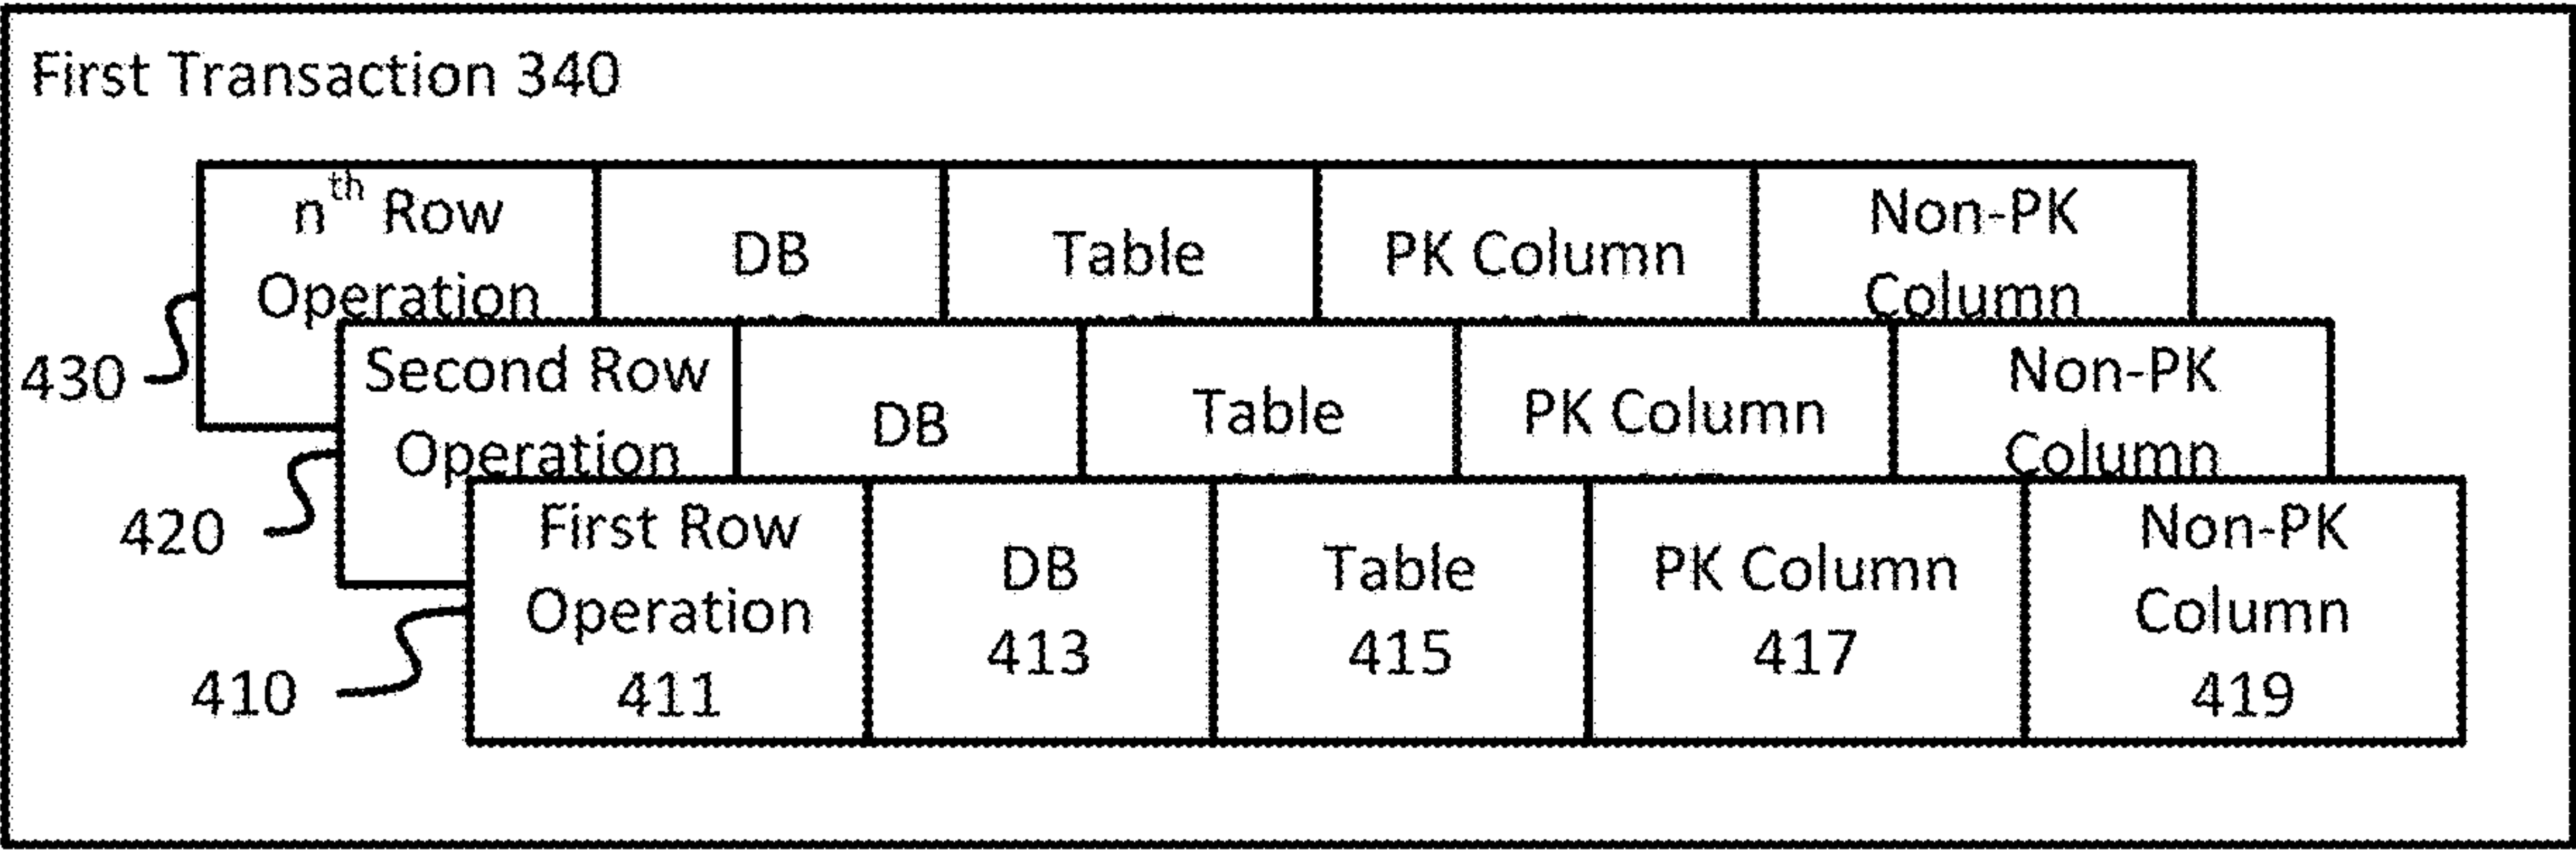 First Transaction 340
nth Row
Operation
DB
Table
PK Column
Non-PK
Column
430
Second Row
Operation
DB
Table
PK Column
Non-PK
Column
420
First Row
Operation
411
DB
413
Table
415
PK Column
417
Non-PK
Column
419
410